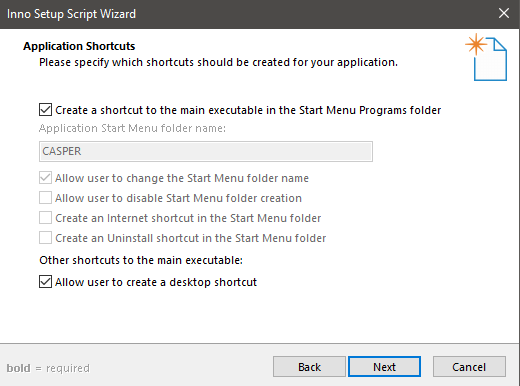 Inno Setup Script Wizard
Application Shortcuts
Please specify which shortcuts should be created for your application.
Create a shortcut to the main executable in the Start Menu Programs folder
Application Start Menu folder name:
CASPER
Allow user to change the Start Menu folder name
Allow user to disable Start Menu folder creation
Create an Internet shortcut in the Start Menu folder
Create an Uninstall shortcut in the Start Menu folder
Other shortcuts to the main executable:
Allow user to create a desktop shortcut
bold = required
Back
Next
Cancel